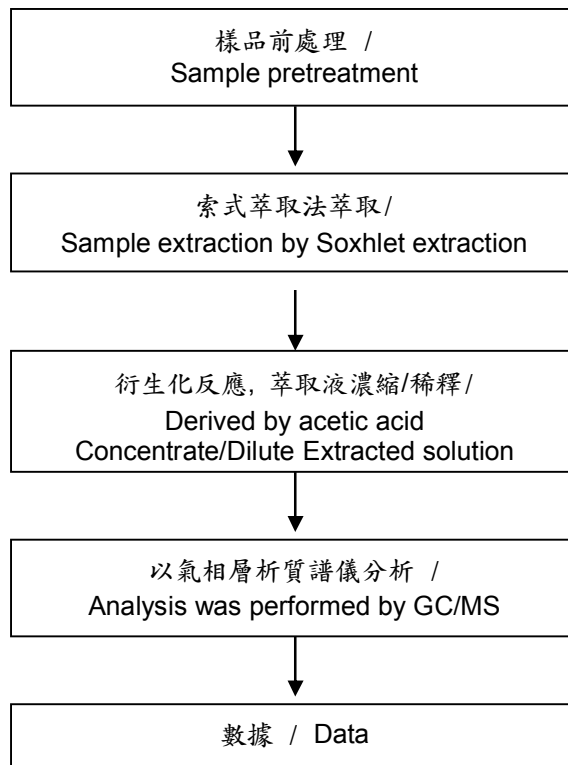 樣品前處理 /
Sample pretreatment
索式萃取法萃取/
Sample extraction by Soxhlet extraction
衍生化反應, 萃取液濃縮/稀釋/
Derived by acetic acid
Concentrate/Dilute Extracted solution
以氣相層析質譜儀分析 /
Analysis was performed by GC/MS
數據 / Data